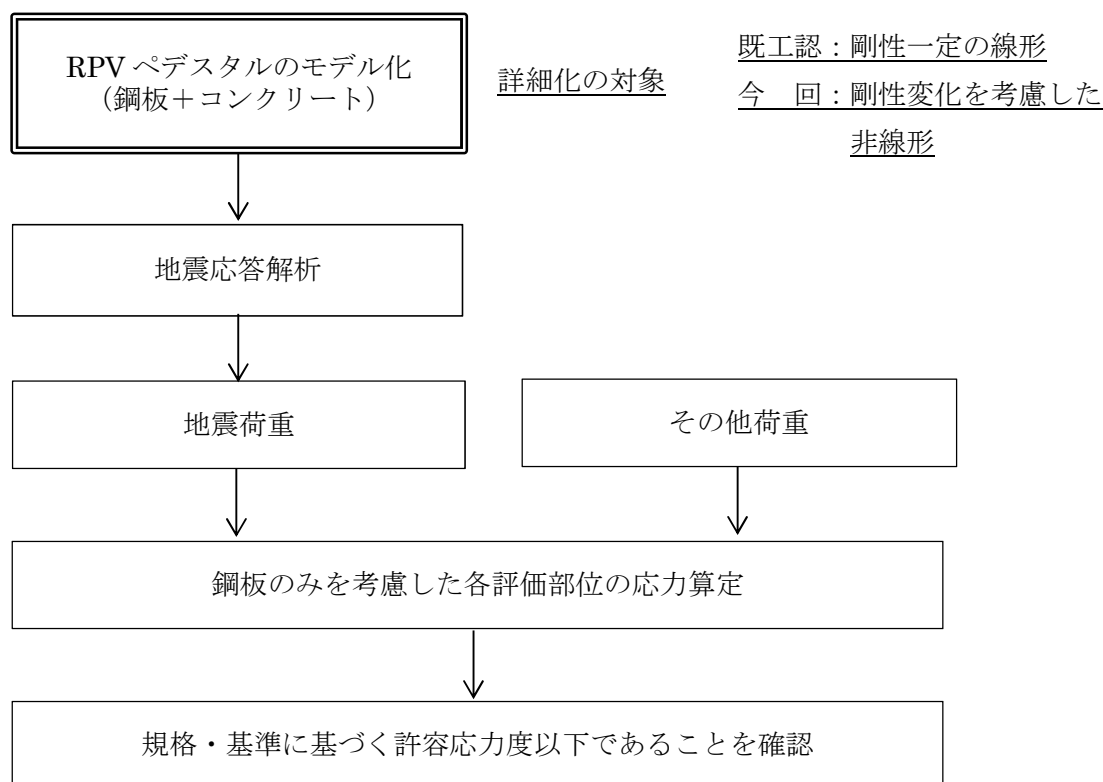 RPV ペデスタルのモデル化
（鋼板＋コンクリート）
詳細化の対象
既工認：剛性一定の線形
今　回：剛性変化を考慮した
非線形
地震応答解析
地震荷重
その他荷重
鋼板のみを考慮した各評価部位の応力算定
規格・基準に基づく許容応力度以下であることを確認